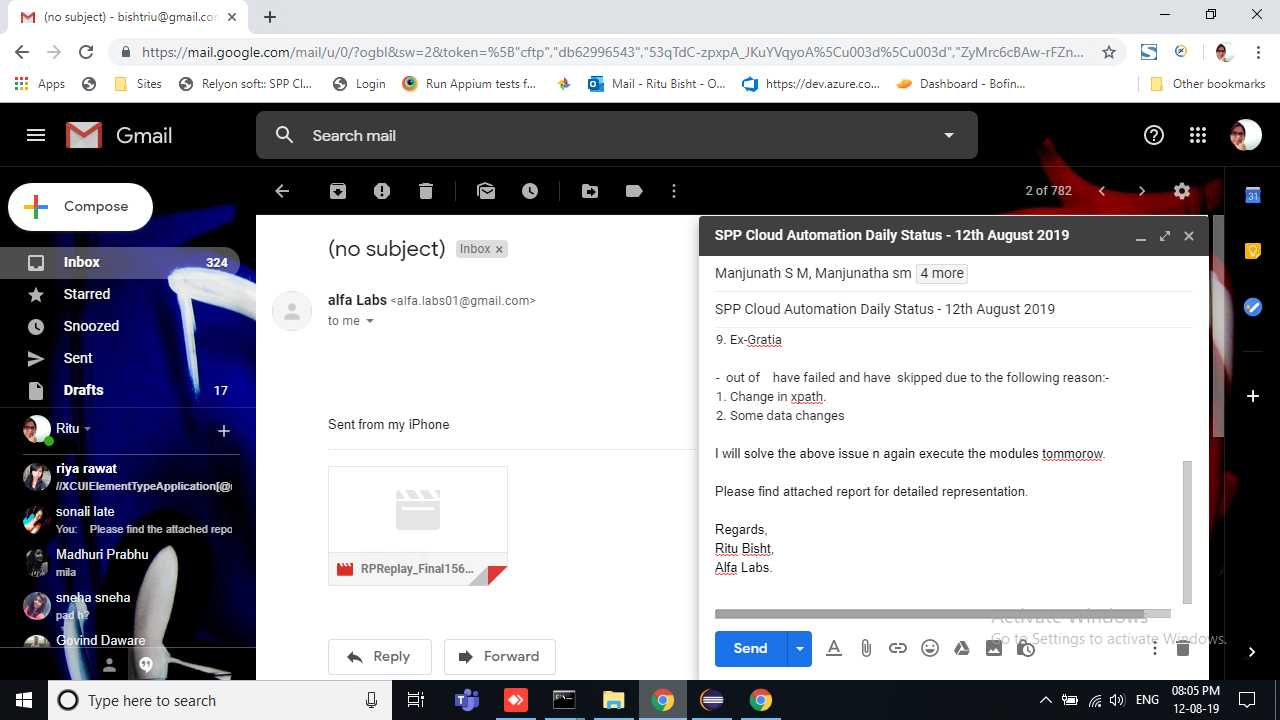 (no subject) - bishtriu@gmail.con
https://mail.google.com/mail/u/0/?ogbl&sw=2&token=%5B"cftp","db62996543","53qTdC-zpxpA_JKuYVqyoA%5Cu003d%5Cu003d","ZyMrc6cBAw-rFZn...
Apps Sites Relyon soft:: SPP Cl... Login Run Appium tests f... Mail - Ritu Bisht - O... https://dev.azure.co... Dashboard - Bofin... Other bookmarks
Gmail
Search mail
2 of 782
Compose
Inbox 324
Starred
Snoozed
Sent
Drafts 17
Ritu
riya rawat
//XCUIElementTypeApplication[@n
sonali late
You: Please find the attached repo
Madhuri Prabhu
mila
sneha sneha
pad h?
Govind Daware
(no subject) Inbox
alfa Labs <alfa.labs01@gmail.com>
to me
Sent from my iPhone
RPReplay_Final156...
Reply Forward
SPP Cloud Automation Daily Status - 12th August 2019
Manjunath S M, Manjunatha sm 4 more
SPP Cloud Automation Daily Status - 12th August 2019
9. Ex-Gratia
- out of have failed and have skipped due to the following reason:-
1. Change in xpath.
2. Some data changes
I will solve the above issue n again execute the modules tommorow.
Please find attached report for detailed representation.
Regards,
Ritu Bisht,
Alfa Labs.
Activate Windows
Go to Settings to activate Windows.
Send
31
Type here to search
ENG
08:05 PM
12-08-19